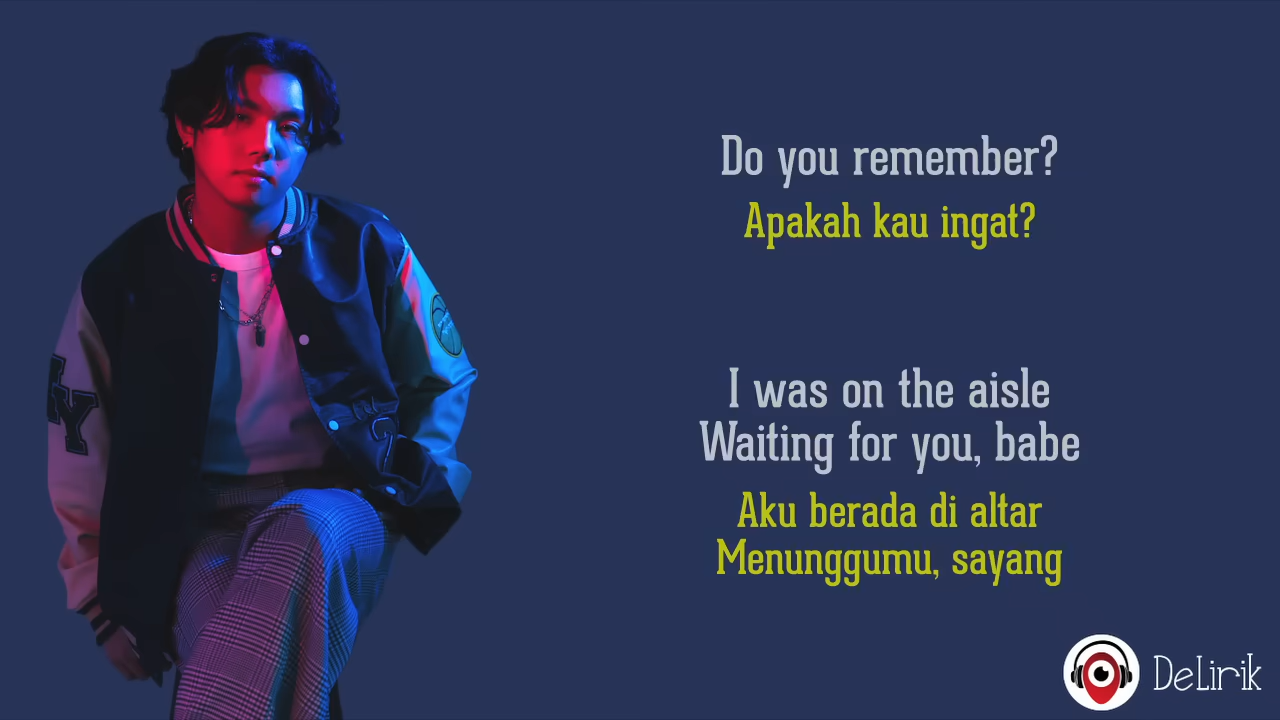 Do you remember?
Apakah kau ingat?
I was on the aisle
Waiting for you, babe
Aku berada di altar
Menunggumu, sayang
DeLirik